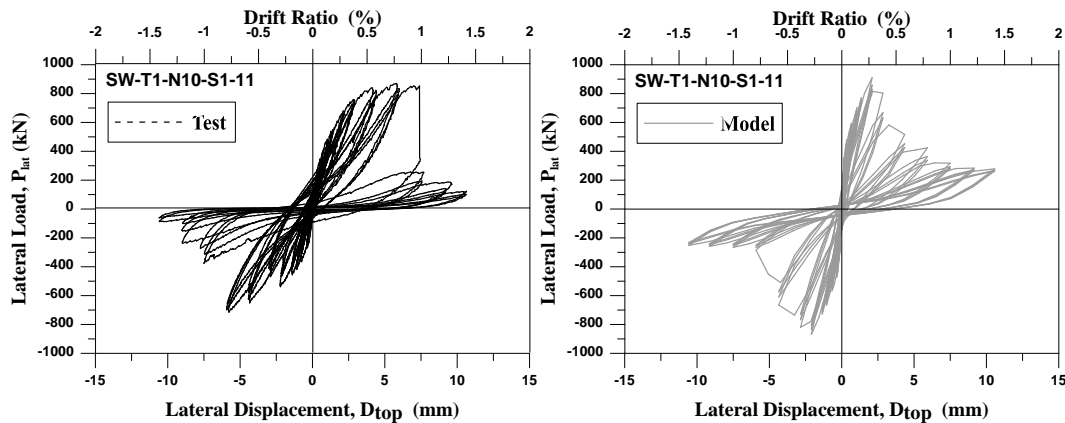 Drift Ratio (%)
-2 -1.5 -1 -0.5 0 0.5 1 1.5 2
SW-T1-N10-S1-11
Test
1000
800
600
400
200
0
-200
-400
-600
-800
-1000
Lateral Load, Plat (kN)
-15 -10 -5 0 5 10 15
Lateral Displacement, Dtop (mm)
Drift Ratio (%)
-2 -1.5 -1 -0.5 0 0.5 1 1.5 2
SW-T1-N10-S1-11
Model
1000
800
600
400
200
0
-200
-400
-600
-800
-1000
Lateral Load, Plat (kN)
-15 -10 -5 0 5 10 15
Lateral Displacement, Dtop (mm)